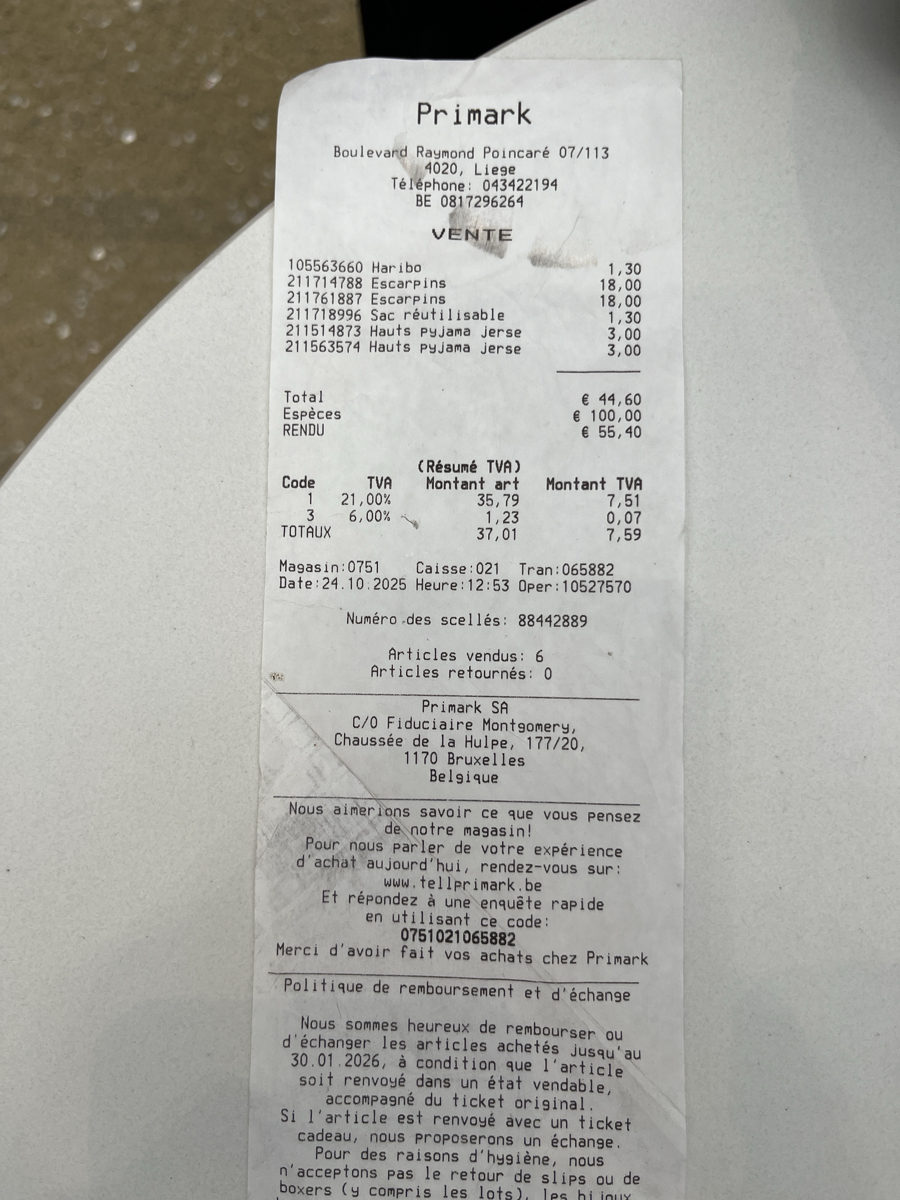 Primark
Boulevard Raymond Poincaré 07/113
4020, Liege
Téléphone: 043422194
BE 0817296264
VENTE
105563660 Haribo 1,30
211714788 Escarpins 18,00
211761887 Escarpins 18,00
211718996 Sac réutilisable 1,30
211514873 Hauts pyjama jerse 3,00
211563574 Hauts pyjama jerse 3,00
Total € 44,60
Espèces € 100,00
RENDU € 55,40
(Résumé TVA)
Code TVA Montant art Montant TVA
1 21,00% 35,79 7,51
3 6,00% 1,23 0,07
TOTAUX 37,01 7,59
Magasin:0751 Caisse:021 Tran:065882
Date:24.10.2025 Heure:12:53 Oper:10527570
Numéro des scellés: 88442889
Articles vendus: 6
Articles retournés: 0
Primark SA
C/O Fiduciaire Montgomery,
Chaussée de la Hulpe, 177/20,
1170 Bruxelles
Belgique
Nous aimerions savoir ce que vous pensez
de notre magasin!
Pour nous parler de votre expérience
d'achat aujourd'hui, rendez-vous sur:
www.tellprimark.be
Et répondez à une enquête rapide
en utilisant ce code:
0751021065882
Merci d'avoir fait vos achats chez Primark
Politique de remboursement et d'échange
Nous sommes heureux de rembourser ou
d'échanger les articles achetés jusqu'au
30.01.2026, à condition que l'article
soit renvoyé dans un état vendable,
accompagné du ticket original.
Si l'article est renvoyé avec un ticket
cadeau, nous proposerons un échange.
Pour des raisons d'hygiène, nous
n'acceptons pas le retour de slips ou de
boxers (y compris les lots), les bijoux